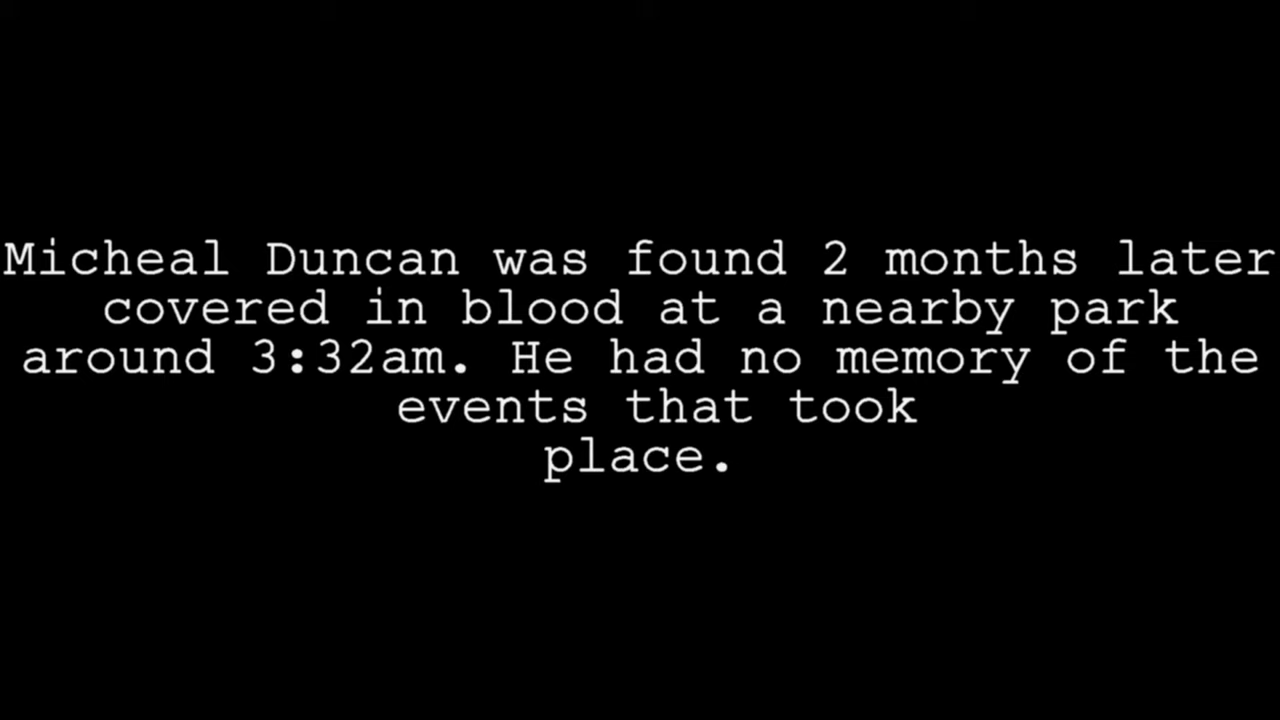 Micheal Duncan was found 2 months later
covered in blood at a nearby park
around 3:32am. He had no memory of the
events that took
place.